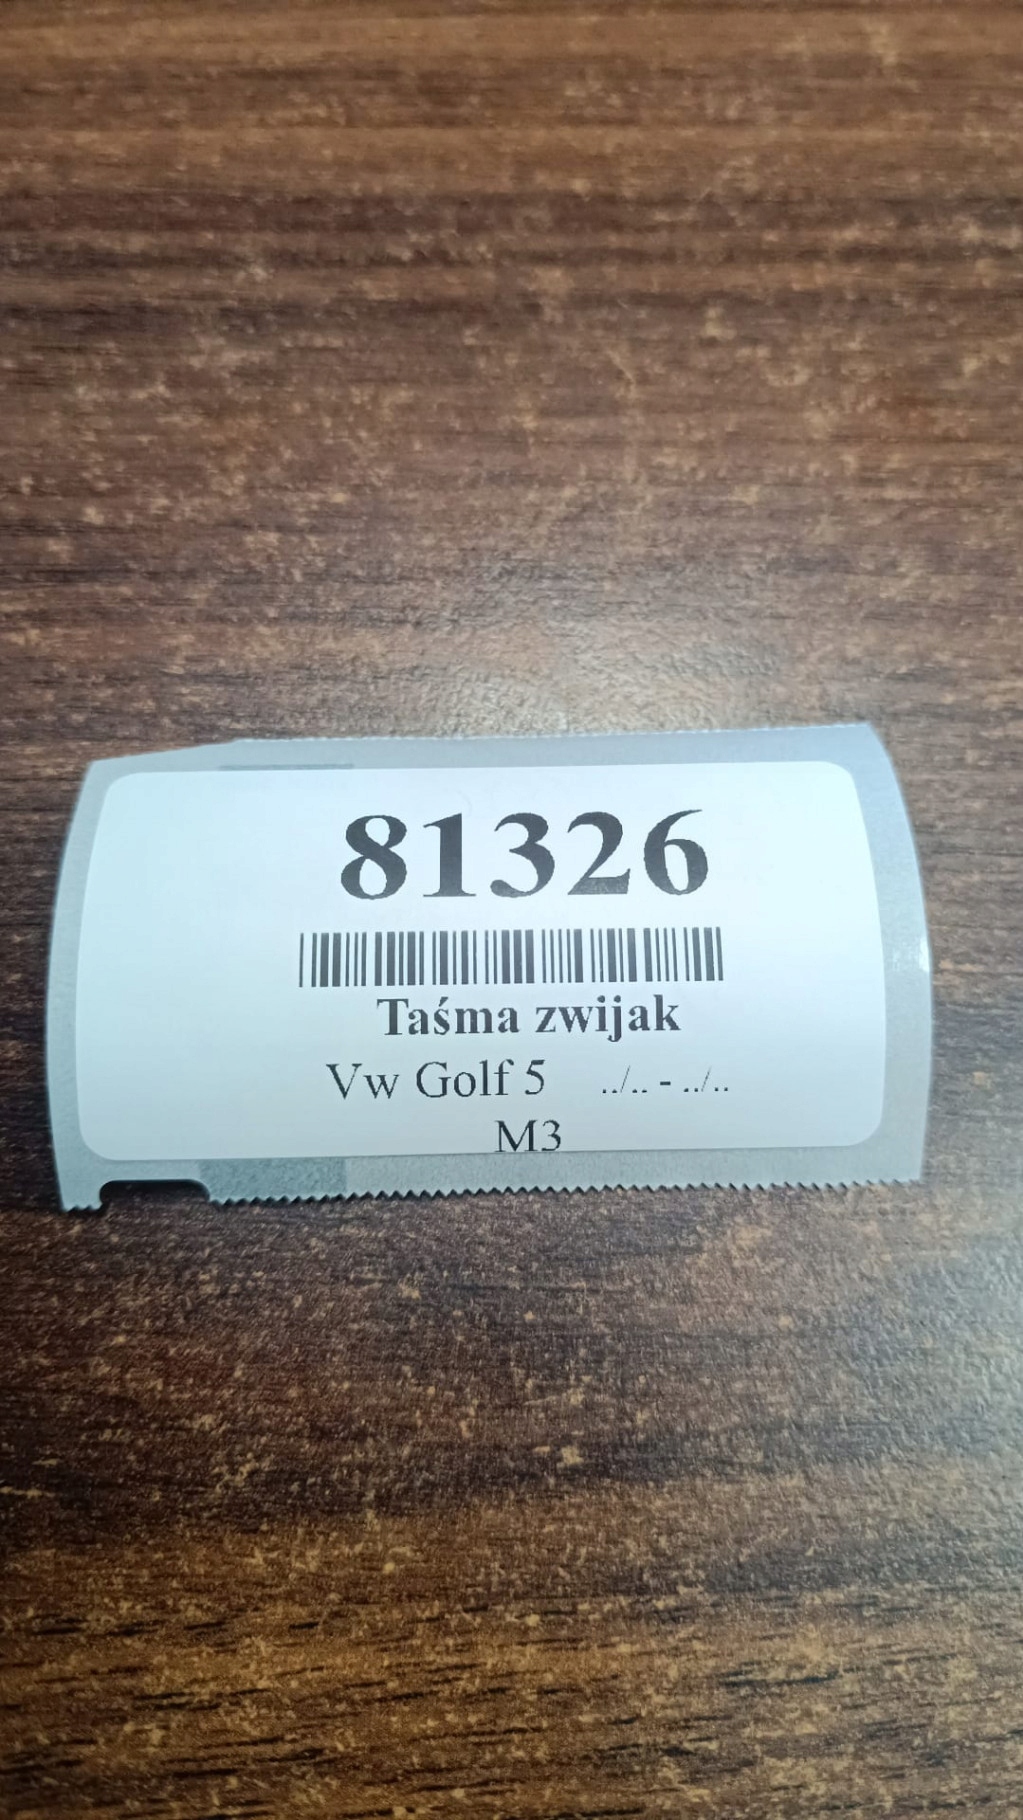 81326
Taśma zwijak
Vw Golf 5 ../.. - ../..
M3